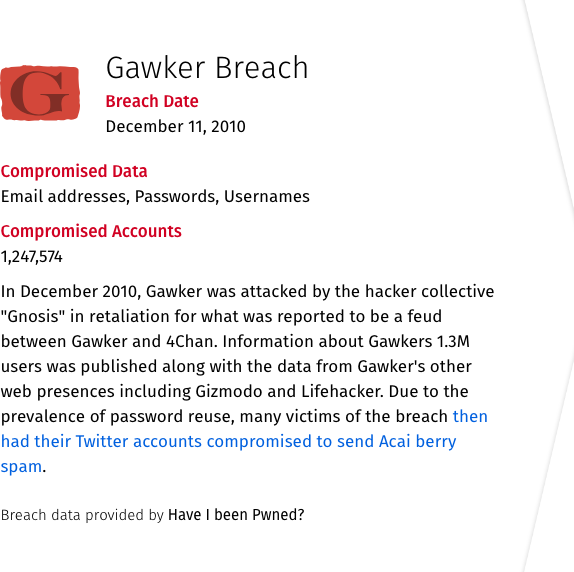 G
Gawker Breach
Breach Date
December 11, 2010
Compromised Data
Email addresses, Passwords, Usernames
Compromised Accounts
1,247,574
In December 2010, Gawker was attacked by the hacker collective
"Gnosis" in retaliation for what was reported to be a feud
between Gawker and 4Chan. Information about Gawkers 1.3M
users was published along with the data from Gawker's other
web presences including Gizmodo and Lifehacker. Due to the
prevalence of password reuse, many victims of the breach then
had their Twitter accounts compromised to send Acai berry
spam.
Breach data provided by Have I been Pwned?